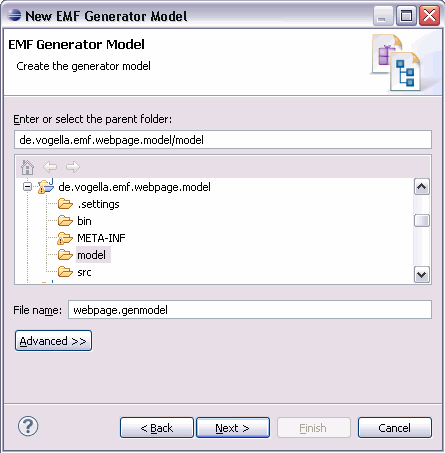 New EMF Generator Model
EMF Generator Model
Create the generator model
Enter or select the parent folder:
de.vogella.emf.webpage.model/model
de.vogella.emf.webpage.model
.settings
bin
META-INF
model
src
File name: webpage.genmodel
Advanced >>
? < Back Next > Finish Cancel